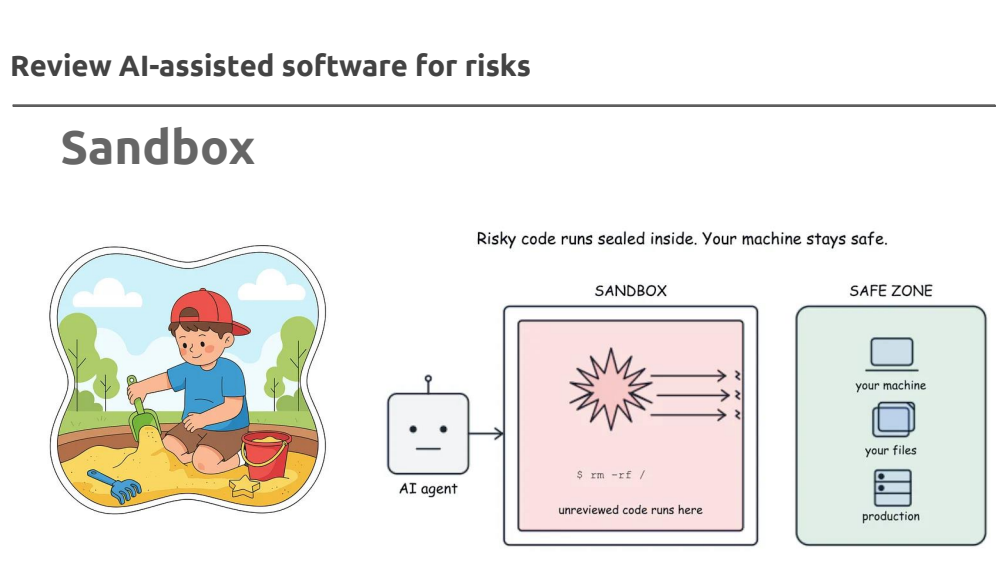 Review AI-assisted software for risks
Sandbox
Risky code runs sealed inside. Your machine stays safe.
SANDBOX
SAFE ZONE
your machine
your files
$ rm -rf /
AI agent
unreviewed code runs here
production